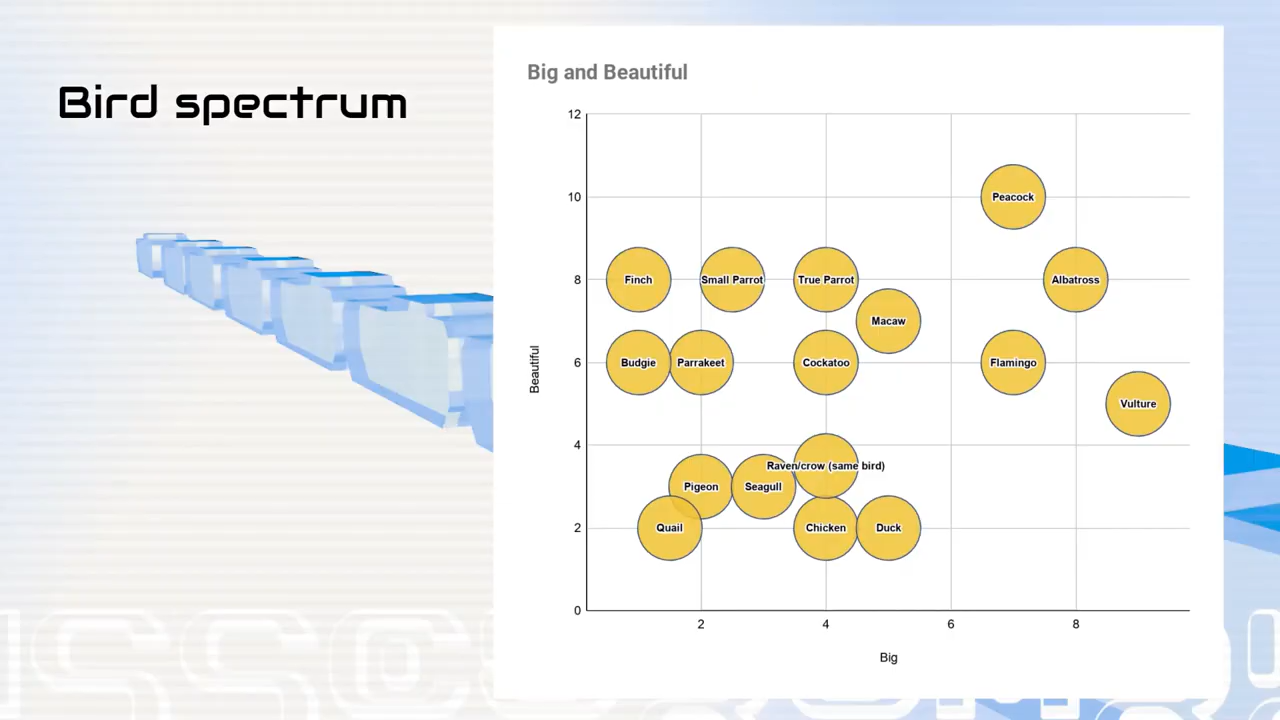 Bird spectrum
Big and Beautiful
12
10
8
6
4
2
0
Beautiful
Peacock
Finch
Small Parrot
True Parrot
Albatross
Macaw
Budgie
Parrakeet
Cockatoo
Flamingo
Vulture
Raven/crow (same bird)
Pigeon
Seagull
Quail
Chicken
Duck
2
4
6
8
Big